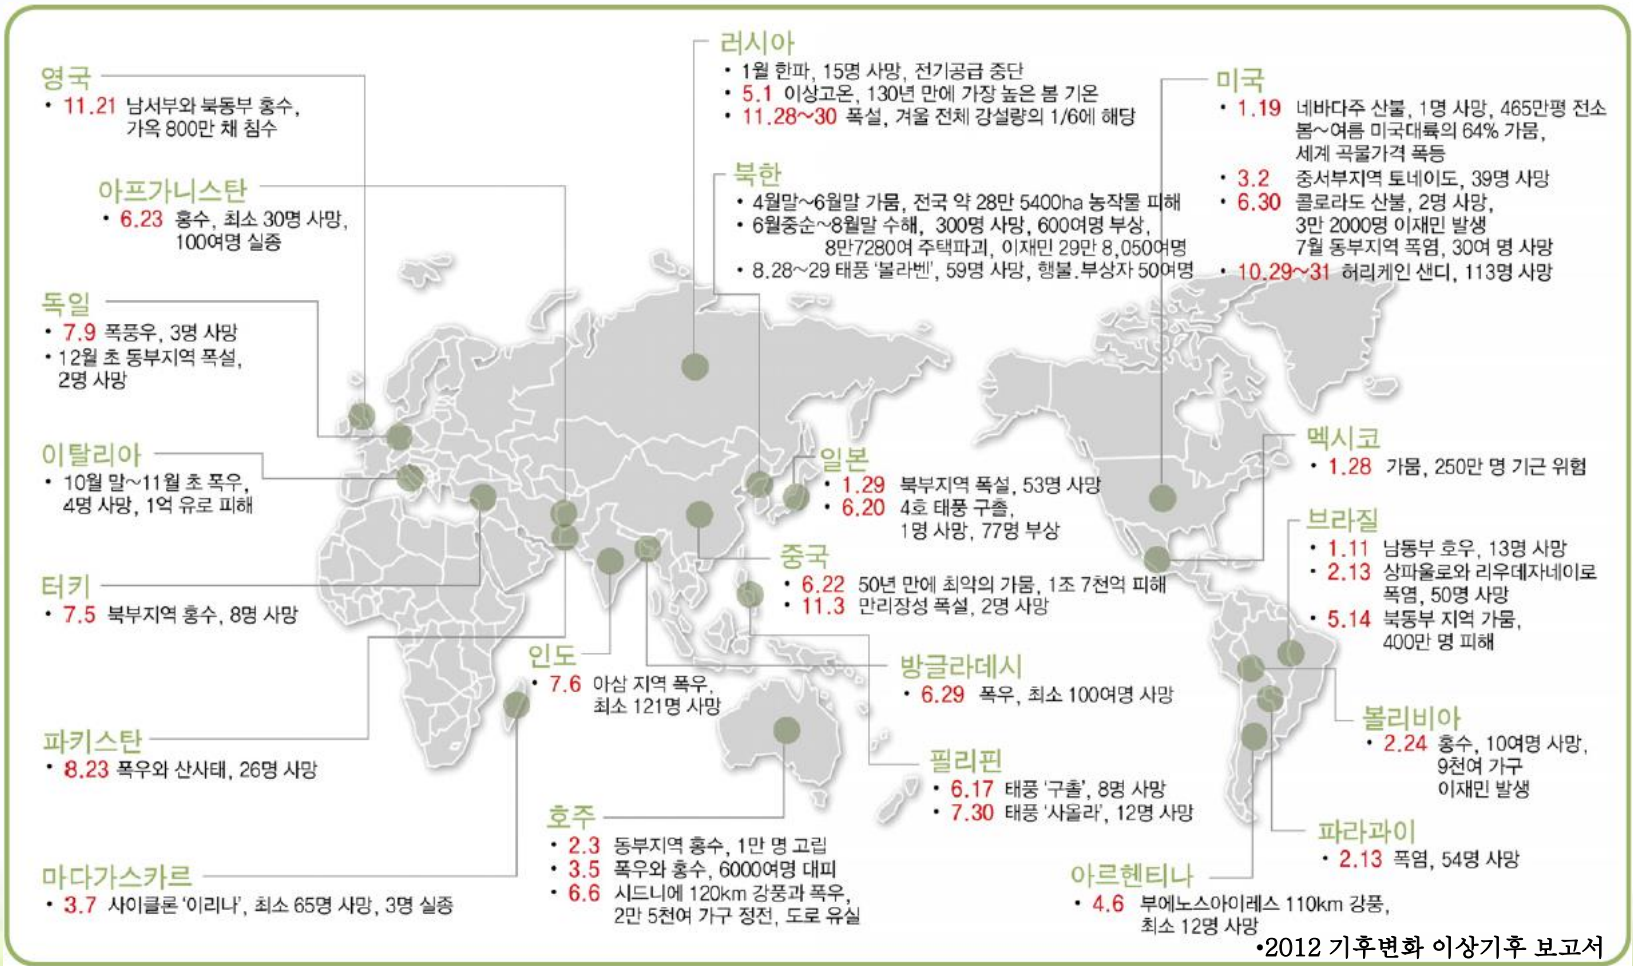 영국
• 11.21 남서부와 북동부 홍수,
가옥 800만 채 침수
아프가니스탄
• 6.23 홍수, 최소 30명 사망,
100여명 실종
독일
• 7.9 폭풍우, 3명 사망
• 12월 초 동부지역 폭설,
2명 사망
이탈리아
• 10월 말~11월 초 폭우,
4명 사망, 1억 유로 피해
터키
• 7.5 북부지역 홍수, 8명 사망
파키스탄
• 8.23 폭우와 산사태, 26명 사망
마다가스카르
• 3.7 사이클론 '이리나', 최소 65명 사망, 3명 실종
러시아
• 1월 한파, 15명 사망, 전기공급 중단
• 5.1 이상고온, 130년 만에 가장 높은 봄 기온
• 11.28~30 폭설, 겨울 전체 강설량의 1/6에 해당
북한
• 4월말~6월말 가뭄, 전국 약 28만 5400ha 농작물 피해
• 6월중순~8월말 수해, 300명 사망, 600여명 부상,
8만7280여 주택파괴, 이재민 29만 8,050여명
• 8.28~29 태풍 '볼라벤', 59명 사망, 행불.부상자 50여명
일본
• 1.29 북부지역 폭설, 53명 사망
• 6.20 4호 태풍 구촐,
1명 사망, 77명 부상
중국
• 6.22 50년 만에 최악의 가뭄, 1조 7천억 피해
• 11.3 만리장성 폭설, 2명 사망
인도
• 7.6 아삼 지역 폭우,
최소 121명 사망
방글라데시
• 6.29 폭우, 최소 100여명 사망
필리핀
• 6.17 태풍 '구촐', 8명 사망
• 7.30 태풍 '사올라', 12명 사망
호주
• 2.3 동부지역 홍수, 1만 명 고립
• 3.5 폭우와 홍수, 6000여명 대피
• 6.6 시드니에 120km 강풍과 폭우,
2만 5천여 가구 정전, 도로 유실
미국
• 1.19 네바다주 산불, 1명 사망, 465만평 전소
봄~여름 미국대륙의 64% 가뭄,
세계 곡물가격 폭등
• 3.2 중서부지역 토네이도, 39명 사망
• 6.30 콜로라도 산불, 2명 사망,
3만 2000명 이재민 발생
7월 동부지역 폭염, 30여 명 사망
• 10.29~31 허리케인 샌디, 113명 사망
멕시코
• 1.28 가뭄, 250만 명 기근 위험
브라질
• 1.11 남동부 호우, 13명 사망
• 2.13 상파울로와 리우데자네이로
폭염, 50명 사망
• 5.14 북동부 지역 가뭄,
400만 명 피해
볼리비아
• 2.24 홍수, 10여명 사망,
9천여 가구
이재민 발생
파라과이
• 2.13 폭염, 54명 사망
아르헨티나
• 4.6 부에노스아이레스 110km 강풍,
최소 12명 사망
•2012 기후변화 이상기후 보고서